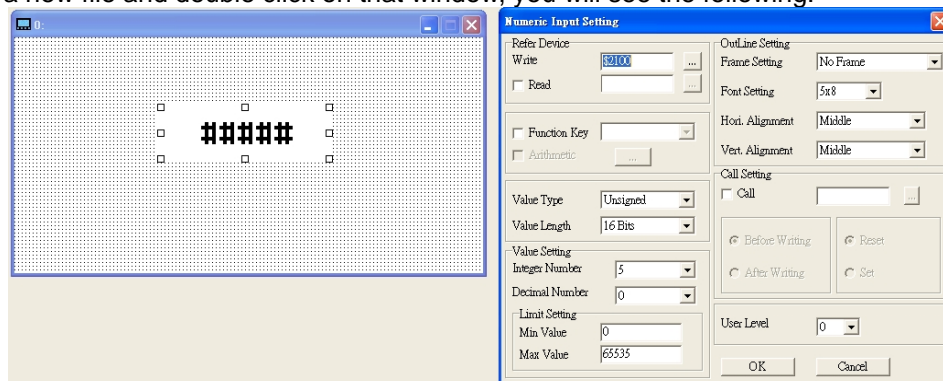 a new file and double click on that window, you will see the following:
0:
#####
Numeric Input Setting
Refer Device
Write $2100 ...
Read ...
Function Key
Arithmetic ...
Value Type Unsigned
Value Length 16 Bits
Value Setting
Integer Number 5
Decimal Number 0
Limit Setting
Min Value 0
Max Value 65535
OutLine Setting
Frame Setting No Frame
Font Setting 5x8
Hori. Alignment Middle
Vert. Alignment Middle
Call Setting
Call ...
Before Writing Reset
After Writing Set
User Level 0
OK Cancel